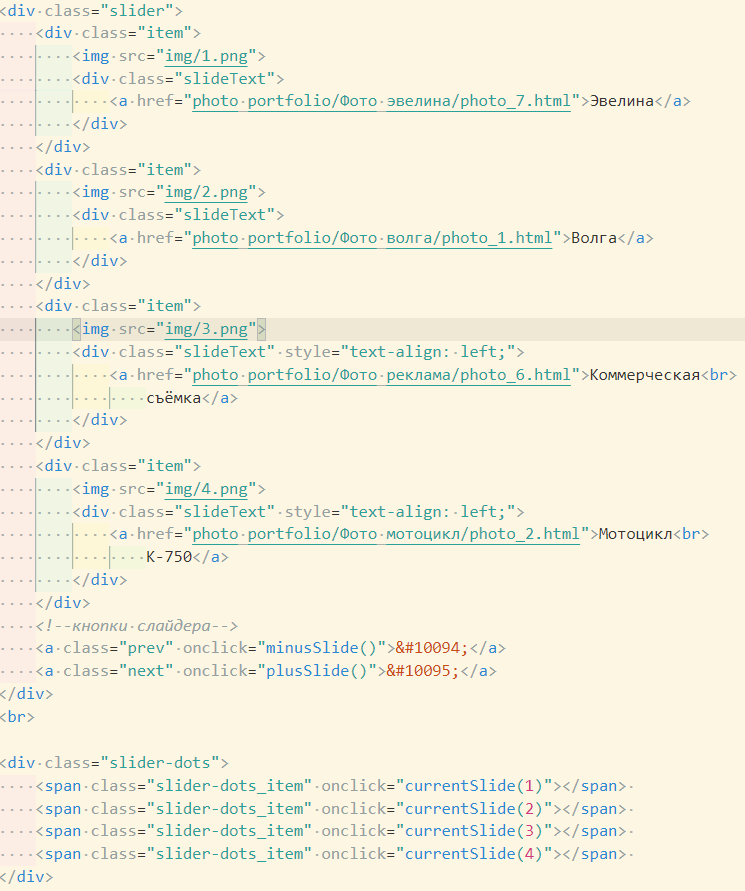 <div class="slider">
    <div class="item">
        <img src="img/1.png">
        <div class="slideText">
            <a href="photo portfolio/Фото эвелина/photo_7.html">Эвелина</a>
        </div>
    </div>
    <div class="item">
        <img src="img/2.png">
        <div class="slideText">
            <a href="photo portfolio/Фото волга/photo_1.html">Волга</a>
        </div>
    </div>
    <div class="item">
        <img src="img/3.png">
        <div class="slideText" style="text-align: left;">
            <a href="photo portfolio/Фото реклама/photo_6.html">Коммерческая<br>
                съёмка</a>
        </div>
    </div>
    <div class="item">
        <img src="img/4.png">
        <div class="slideText" style="text-align: left;">
            <a href="photo portfolio/Фото мотоцикл/photo_2.html">Мотоцикл<br>
                К-750</a>
        </div>
    </div>
    <!--кнопки слайдера-->
    <a class="prev" onclick="minusSlide()">&#10094;</a>
    <a class="next" onclick="plusSlide()">&#10095;</a>
</div>
<br>

<div class="slider-dots">
    <span class="slider-dots_item" onclick="currentSlide(1)"></span>
    <span class="slider-dots_item" onclick="currentSlide(2)"></span>
    <span class="slider-dots_item" onclick="currentSlide(3)"></span>
    <span class="slider-dots_item" onclick="currentSlide(4)"></span>
</div>